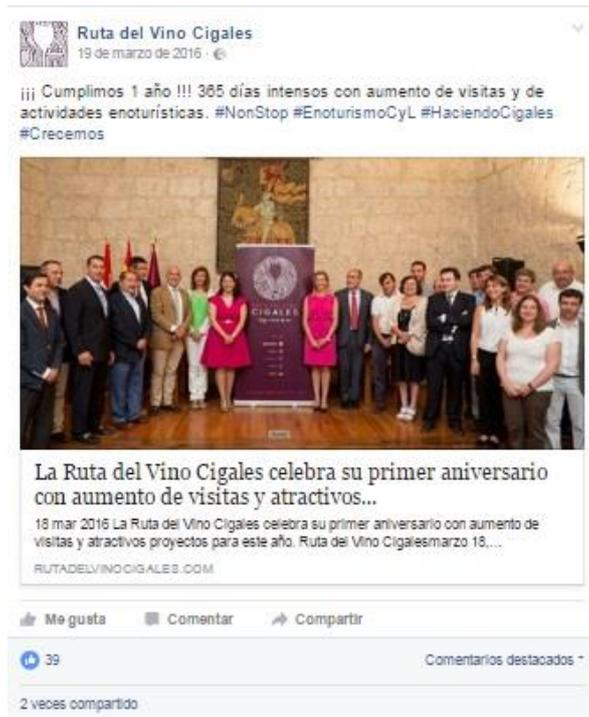 Ruta del Vino Cigales
19 de marzo de 2016 ·
¡¡¡ Cumplimos 1 año !!! 365 días intensos con aumento de visitas y de
actividades enoturísticas. #NonStop #EnoturismoCyL #HaciendoCigales
#Crecemos
CIGALES
La Ruta del Vino Cigales celebra su primer aniversario
con aumento de visitas y atractivos...
18 mar 2016 La Ruta del Vino Cigales celebra su primer aniversario con aumento de
visitas y atractivos proyectos para este año. Ruta del Vino Cigalesmarzo 18,...
RUTADELVINOCIGALES.COM
Me gusta Comentar Compartir
39 Comentarios destacados
2 veces compartido